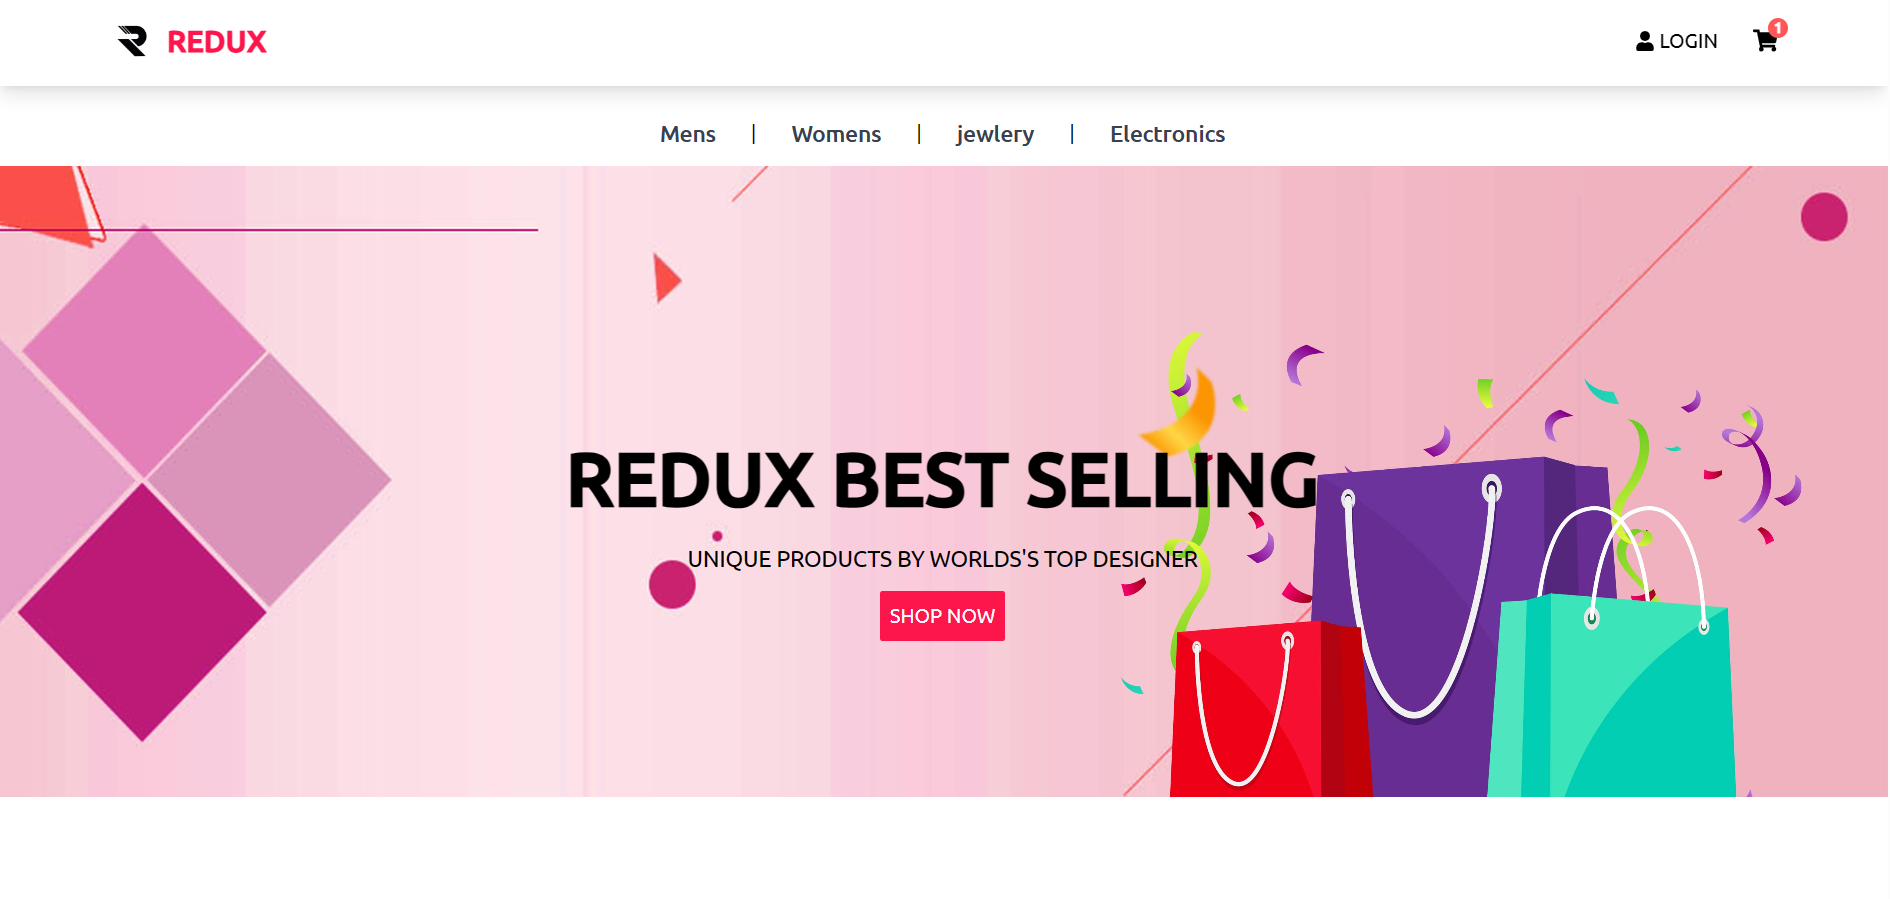 REDUX
LOGIN
1
Mens | Womens | jewlery | Electronics
REDUX BEST SELLING
UNIQUE PRODUCTS BY WORLDS'S TOP DESIGNER
SHOP NOW